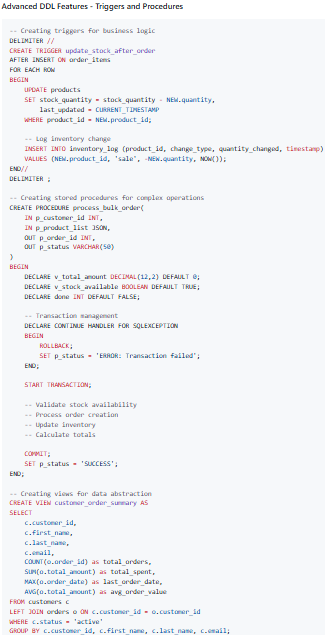 Advanced DDL Features - Triggers and Procedures
-- Creating triggers for business logic
DELIMITER //
CREATE TRIGGER update_stock_after_order
AFTER INSERT ON order_items
FOR EACH ROW
BEGIN
    UPDATE products
    SET stock_quantity = stock_quantity - NEW.quantity,
        last_updated = CURRENT_TIMESTAMP
    WHERE product_id = NEW.product_id;

    -- Log inventory change
    INSERT INTO inventory_log (product_id, change_type, quantity_changed, timestamp)
    VALUES (NEW.product_id, 'sale', -NEW.quantity, NOW());
END//
DELIMITER ;

-- Creating stored procedures for complex operations
CREATE PROCEDURE process_bulk_order(
    IN p_customer_id INT,
    IN p_product_list JSON,
    OUT p_order_id INT,
    OUT p_status VARCHAR(50)
)
BEGIN
    DECLARE v_total_amount DECIMAL(12,2) DEFAULT 0;
    DECLARE v_stock_available BOOLEAN DEFAULT TRUE;
    DECLARE done INT DEFAULT FALSE;

    -- Transaction management
    DECLARE CONTINUE HANDLER FOR SQLEXCEPTION
    BEGIN
        ROLLBACK;
        SET p_status = 'ERROR: Transaction failed';
    END;

    START TRANSACTION;

    -- Validate stock availability
    -- Process order creation
    -- Update inventory
    -- Calculate totals

    COMMIT;
    SET p_status = 'SUCCESS';
END;

-- Creating views for data abstraction
CREATE VIEW customer_order_summary AS
SELECT
    c.customer_id,
    c.first_name,
    c.last_name,
    c.email,
    COUNT(o.order_id) as total_orders,
    SUM(o.total_amount) as total_spent,
    MAX(o.order_date) as last_order_date,
    AVG(o.total_amount) as avg_order_value
FROM customers c
LEFT JOIN orders o ON c.customer_id = o.customer_id
WHERE c.status = 'active'
GROUP BY c.customer_id, c.first_name, c.last_name, c.email;